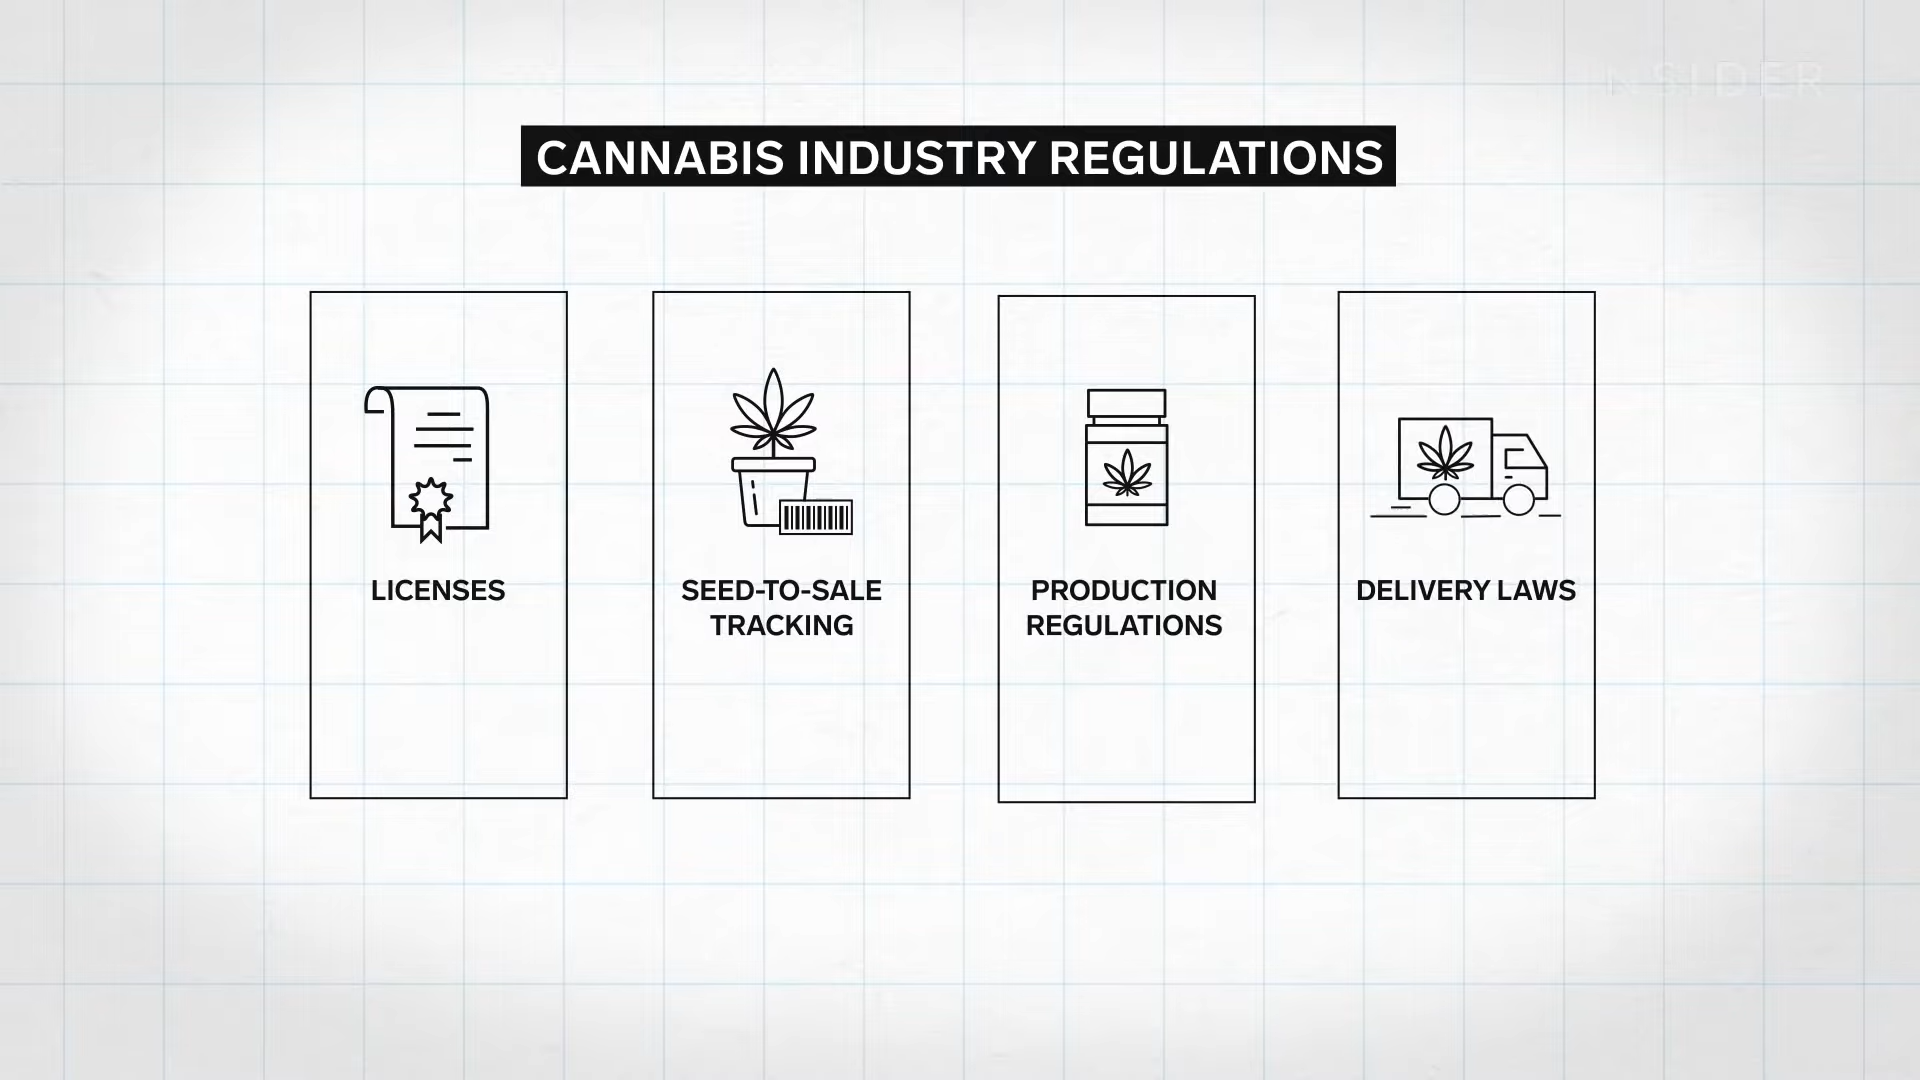 INSIDER
CANNABIS INDUSTRY REGULATIONS
LICENSES
SEED-TO-SALE
TRACKING
PRODUCTION
REGULATIONS
DELIVERY LAWS